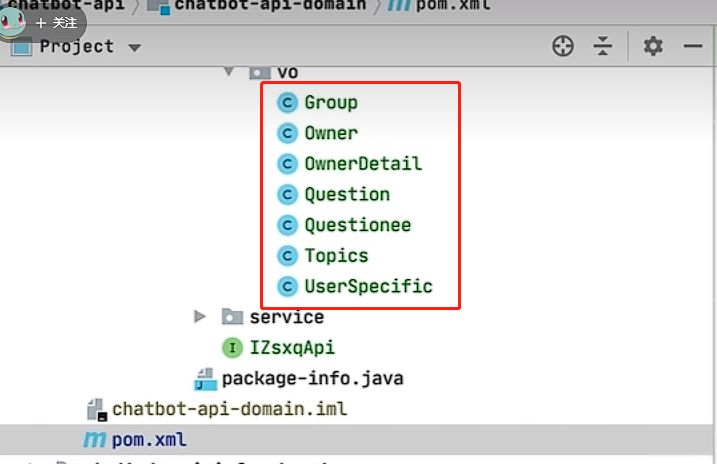 chatbot-api > chatbot-api-domain > pom.xml
+ 关注
Project
vo
Group
Owner
OwnerDetail
Question
Questionee
Topics
UserSpecific
service
IZsxqApi
package-info.java
chatbot-api-domain.iml
pom.xml